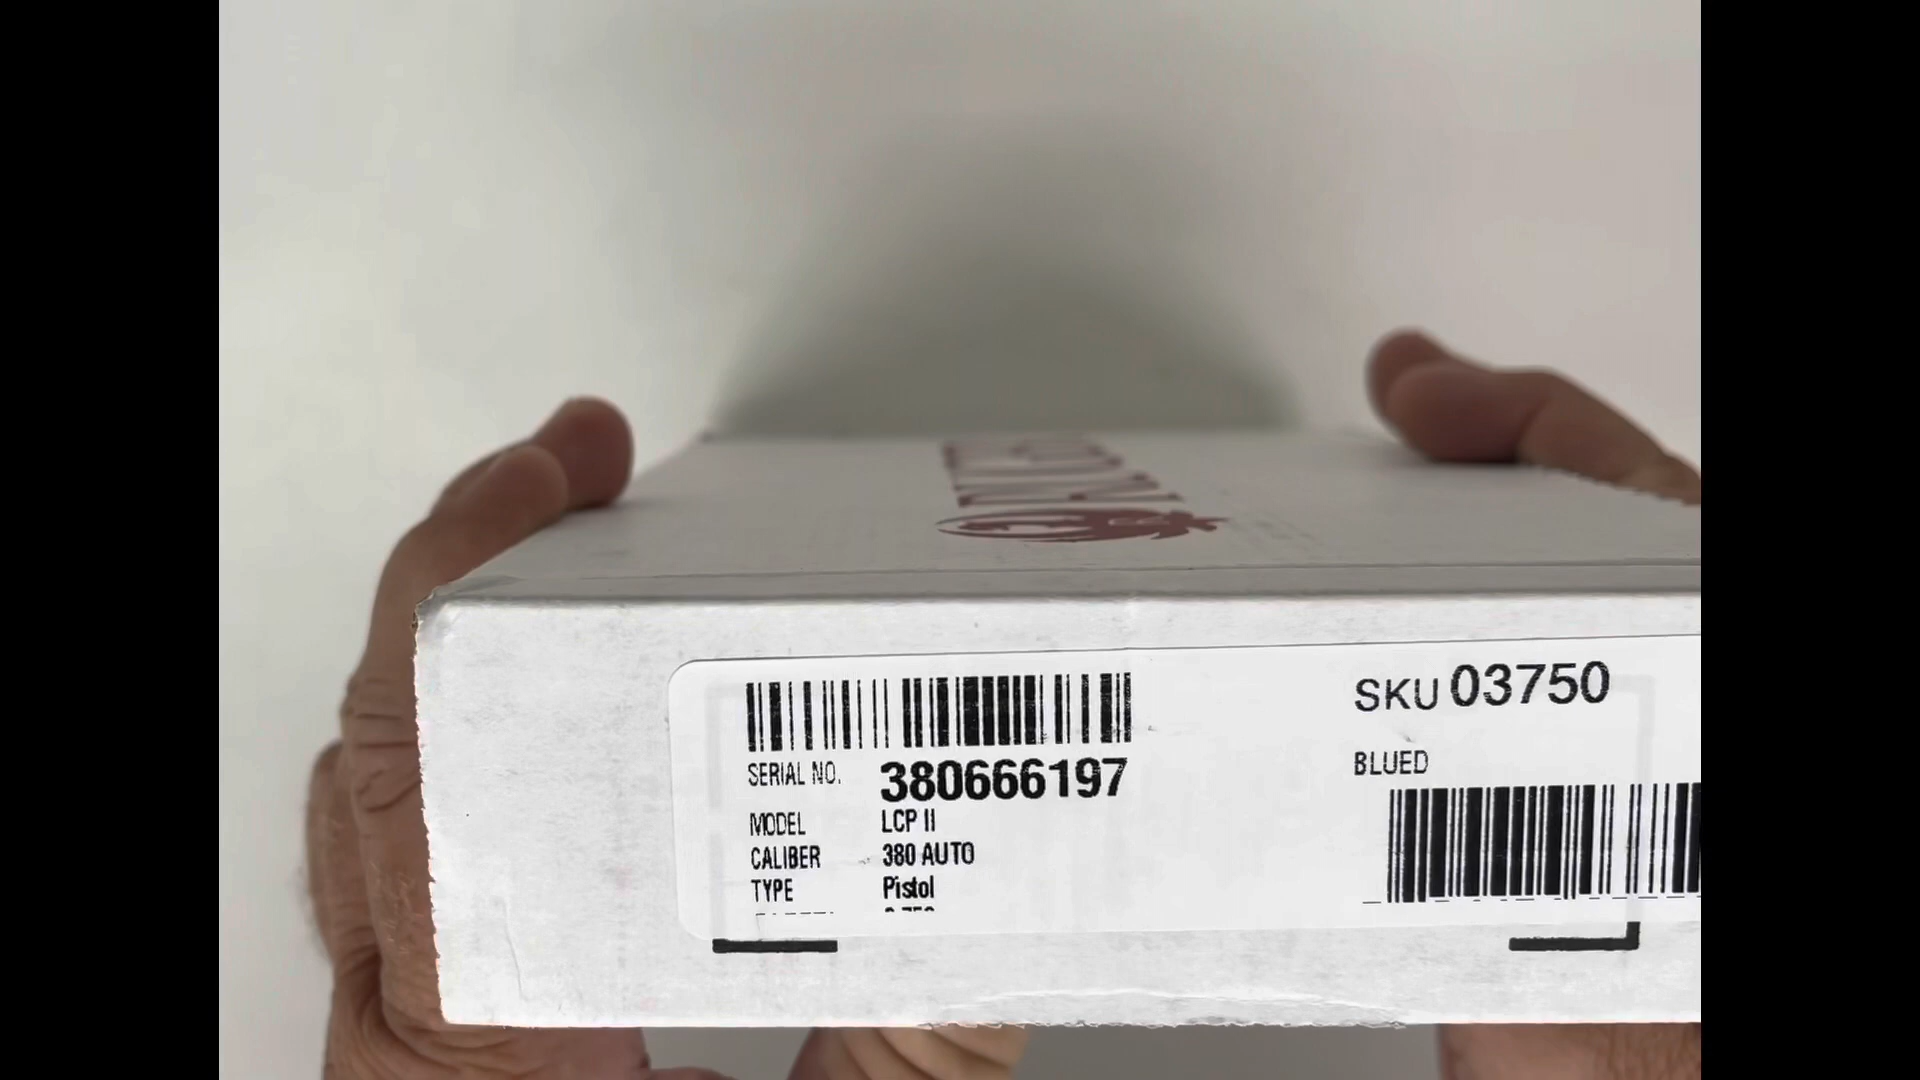 SERIAL NO. 380666197
MODEL LCP II
CALIBER 380 AUTO
TYPE Pistol
SKU 03750
BLUED